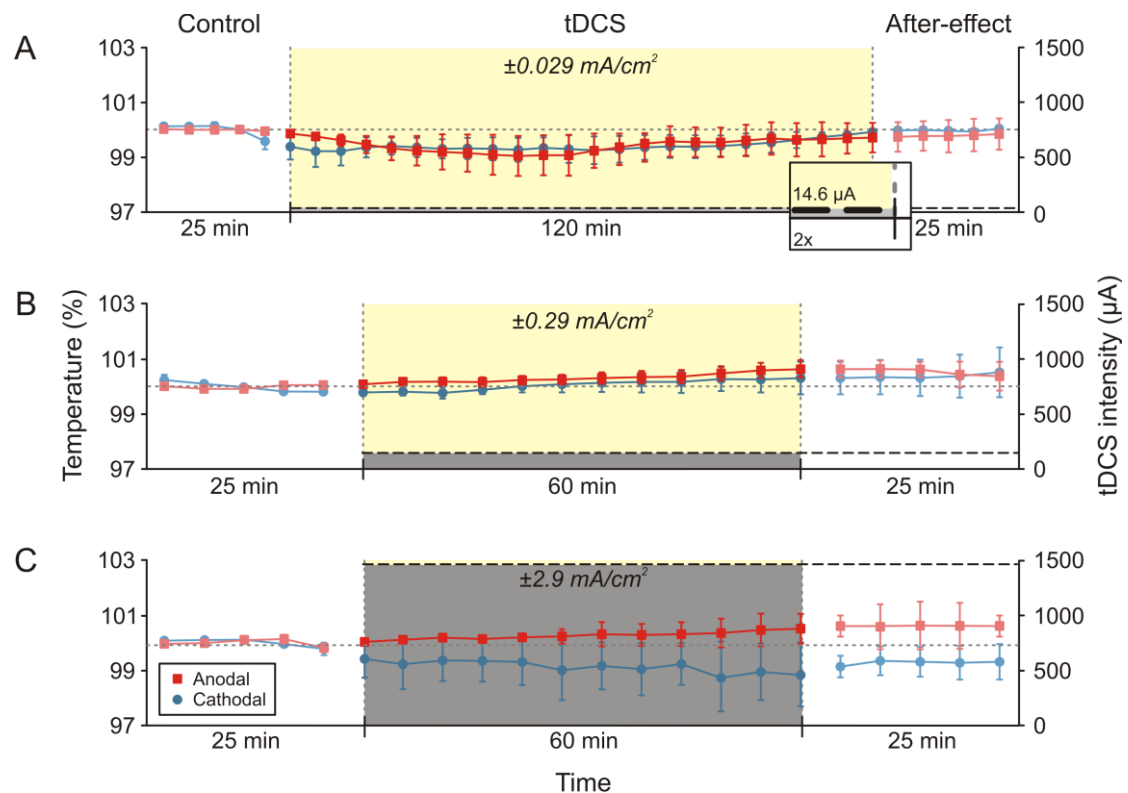 Control tDCS After-effect
A
103
101
99
97
±0.029 mA/cm²
1500
1000
500
0
14.6 µA
2x
25 min 120 min 25 min
B
103
101
99
97
±0.29 mA/cm²
1500
1000
500
0
25 min 60 min 25 min
Temperature (%)
tDCS intensity (µA)
C
103
101
99
97
±2.9 mA/cm²
1500
1000
500
0
Anodal
Cathodal
25 min 60 min 25 min
Time